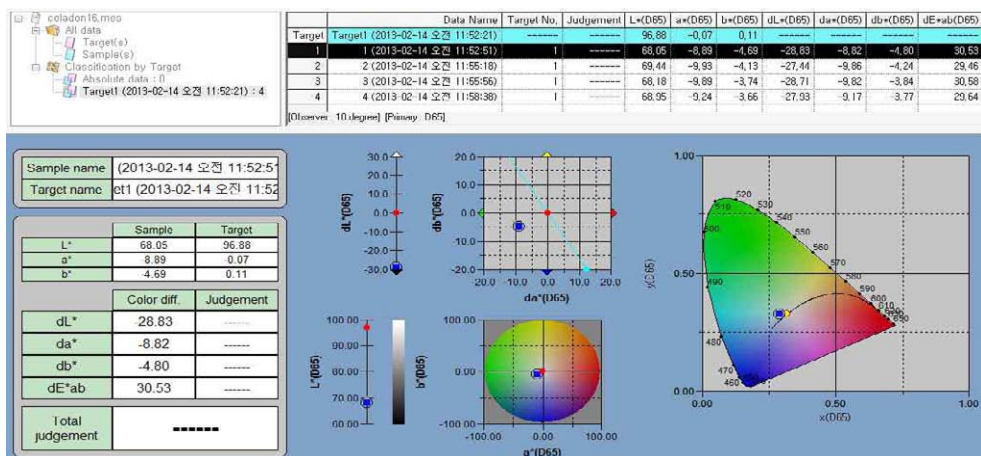 celadon16,mes
All data
Target(s)
Sample(s)
Classification by Target
Absolute data : 0
Target1 (2013-02-14 오전 11:52:21) : 4
Data Name Target No, Judgement L*(D65) a*(D65) b*(D65) dL*(D65) da*(D65) db*(D65) dE*ab(D65)
Target Target1 (2013-02-14 오전 11:52:21) ------ ------ 96,88 -0,07 0,11 ------ ------ ------ ------
1 1 (2013-02-14 오전 11:52:51) 1 ------ 68,05 -8,89 -4,69 -28,83 -8,82 -4,80 30,53
2 2 (2013-02-14 오전 11:55:18) 1 ------ 69,44 -9,93 -4,13 -27,44 -9,86 -4,24 29,46
3 3 (2013-02-14 오전 11:55:56) 1 ------ 68,18 -9,89 -3,74 -28,71 -9,82 -3,84 30,58
4 4 (2013-02-14 오전 11:58:38) 1 ------ 68,95 -9,24 -3,66 -27,93 -9,17 -3,77 29,64
[Observer : 10 degree] [Primary : D65]
Sample name (2013-02-14 오전 11:52:51
Target name et1 (2013-02-14 오전 11:52
Sample Target
L* 68.05 96.88
a* -8.89 -0.07
b* -4.69 0.11
Color diff. Judgement
dL* -28.83 ------
da* -8.82 ------
db* -4.80 ------
dE*ab 30.53 ------
Total judgement ------
dL*(D65)
30.0
20.0
10.0
0.0
-10.0
-20.0
-30.0
db*(D65)
20.0
10.0
0.0
-10.0
-20.0
20.0 10.0 0.0 10.0 20.0
da*(D65)
L*(D65)
100.00
90.00
80.00
70.00
60.00
b*(D65)
100.00
0.00
-100.00
-100.00 0.00 100.00
a*(D65)
y(D65)
1.00
0.50
0.00
0.00 0.50 1.00
x(D65)
520
510
530
540
550
500
560
570
580
490
590
600
610
480
470
460